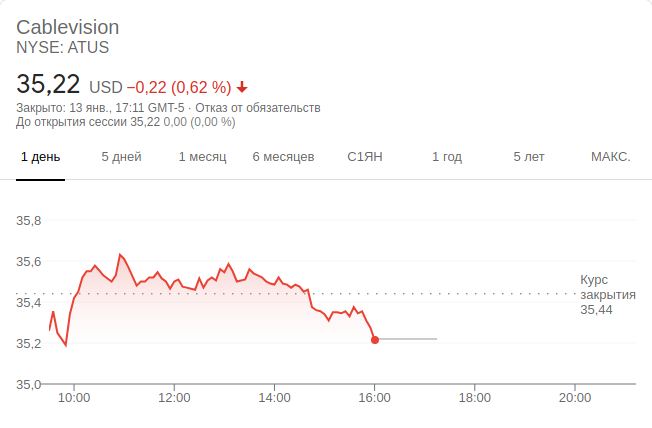 Cablevision
NYSE: ATUS
35,22 USD −0,22 (0,62 %)
Закрыто: 13 янв., 17:11 GMT-5 · Отказ от обязательств
До открытия сессии 35,22 0,00 (0,00 %)
1 день 5 дней 1 месяц 6 месяцев С1ЯН 1 год 5 лет МАКС.
35,8
35,6
Курс
закрытия
35,44
35,4
35,2
35,0
10:00 12:00 14:00 16:00 18:00 20:00